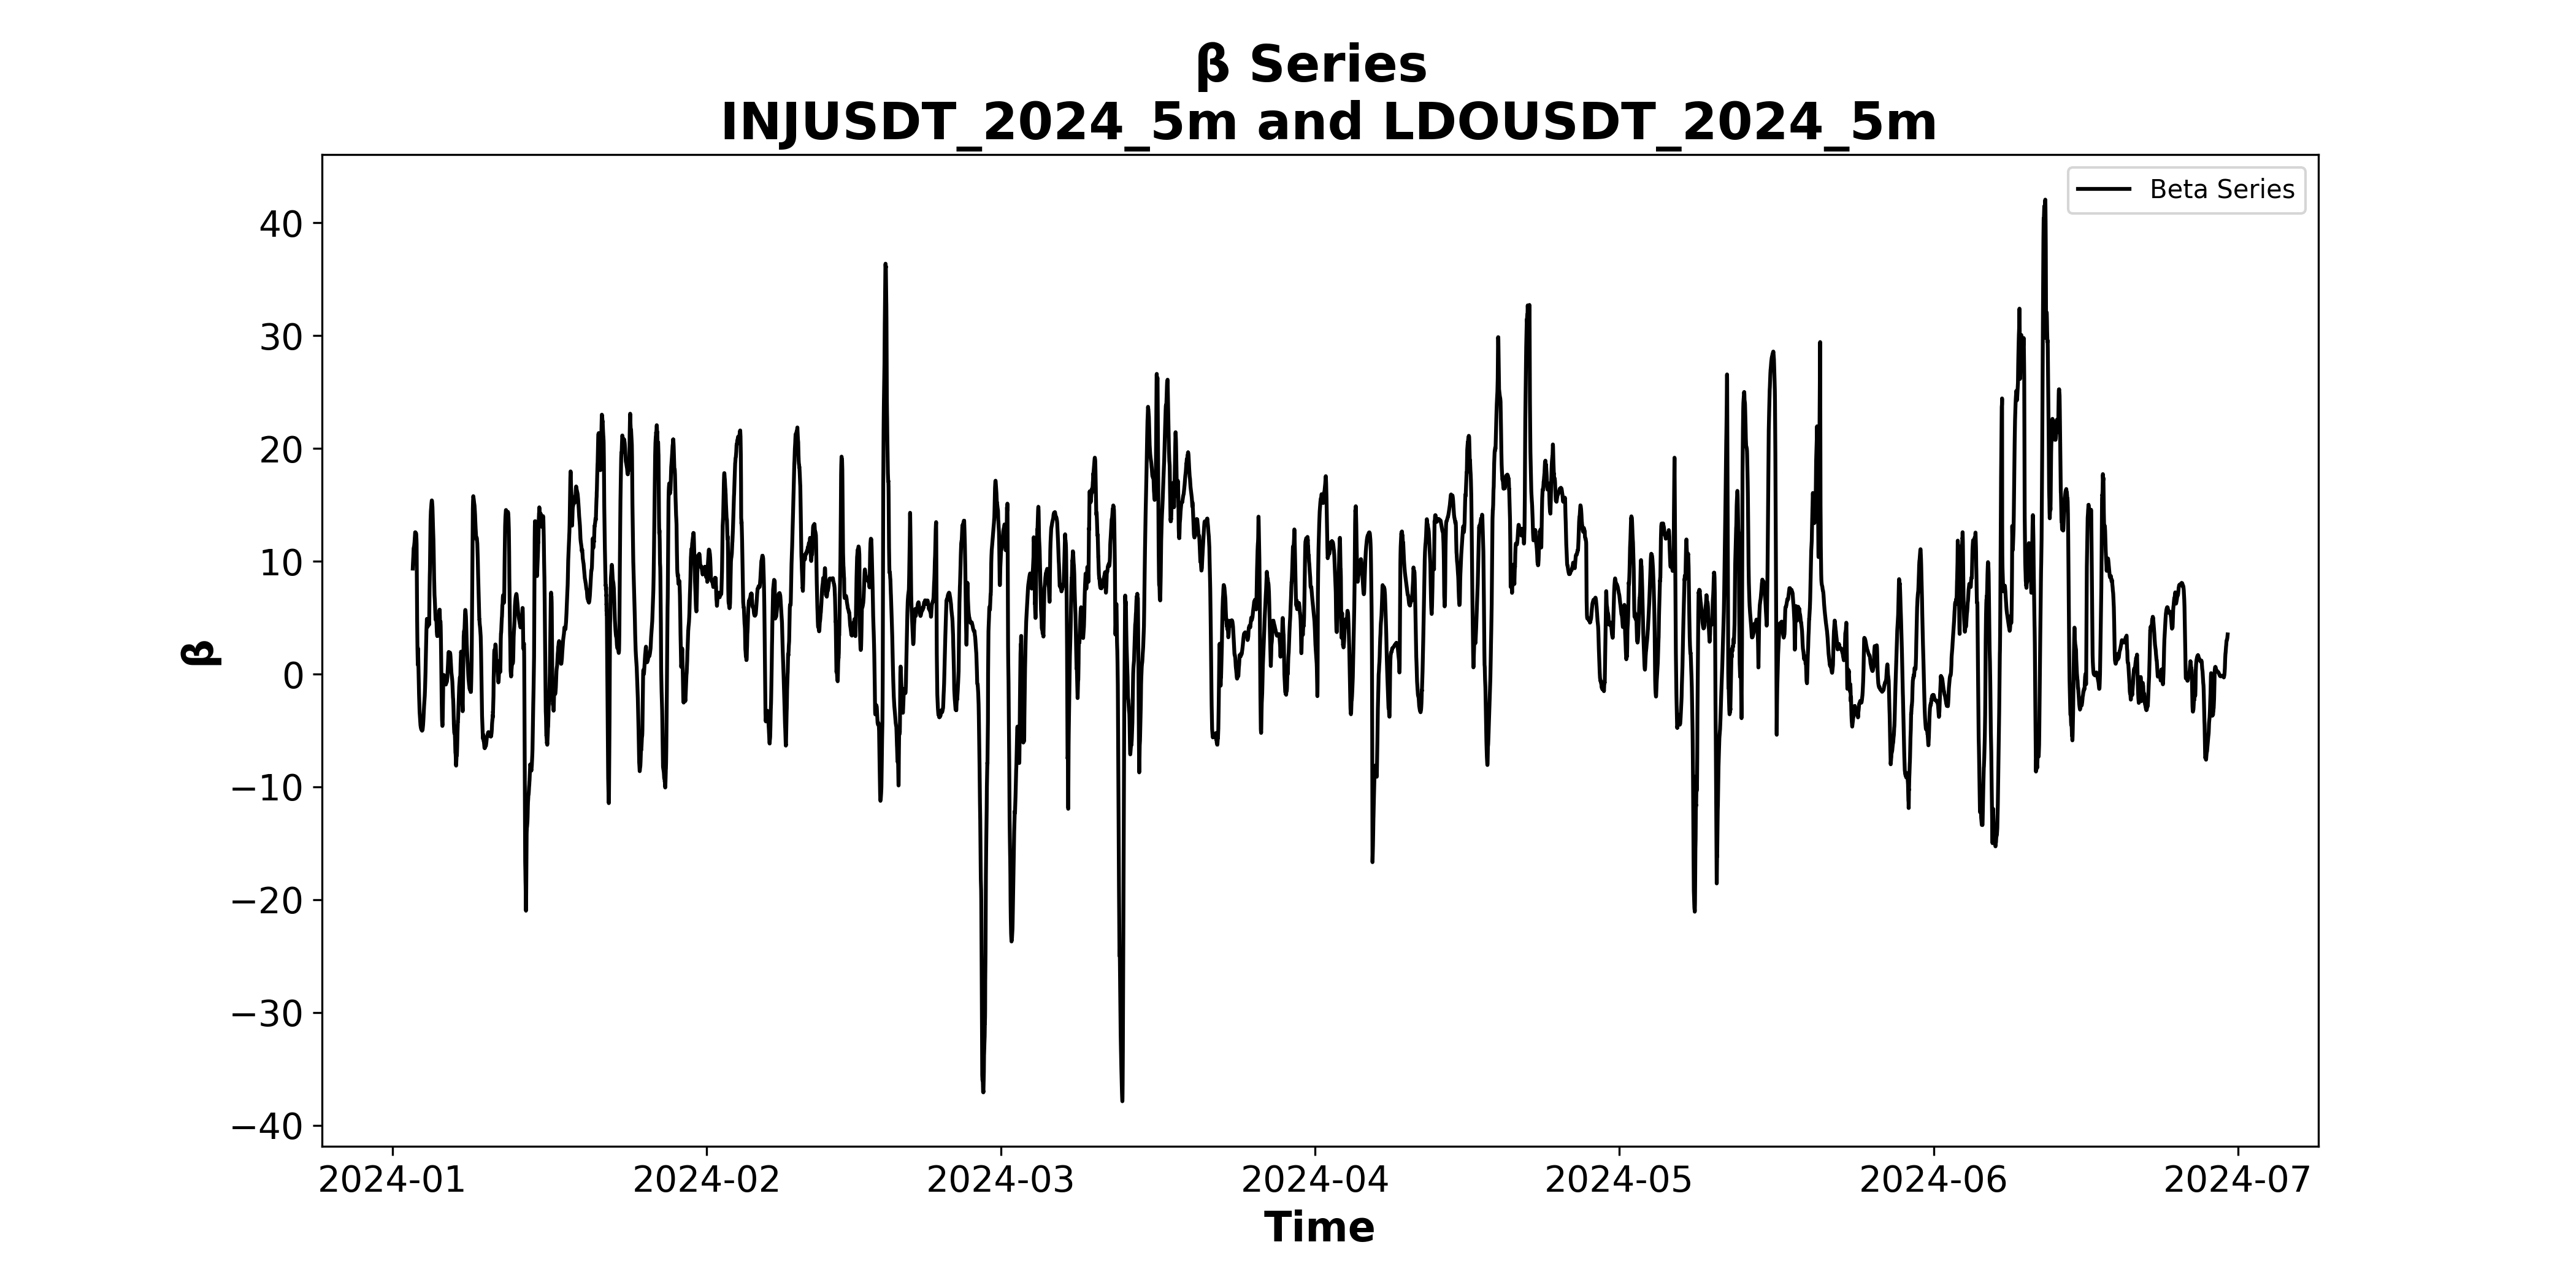 β Series
INJUSDT_2024_5m and LDOUSDT_2024_5m
Beta Series
40
30
20
10
0
−10
−20
−30
−40
β
2024-01 2024-02 2024-03 2024-04 2024-05 2024-06 2024-07
Time